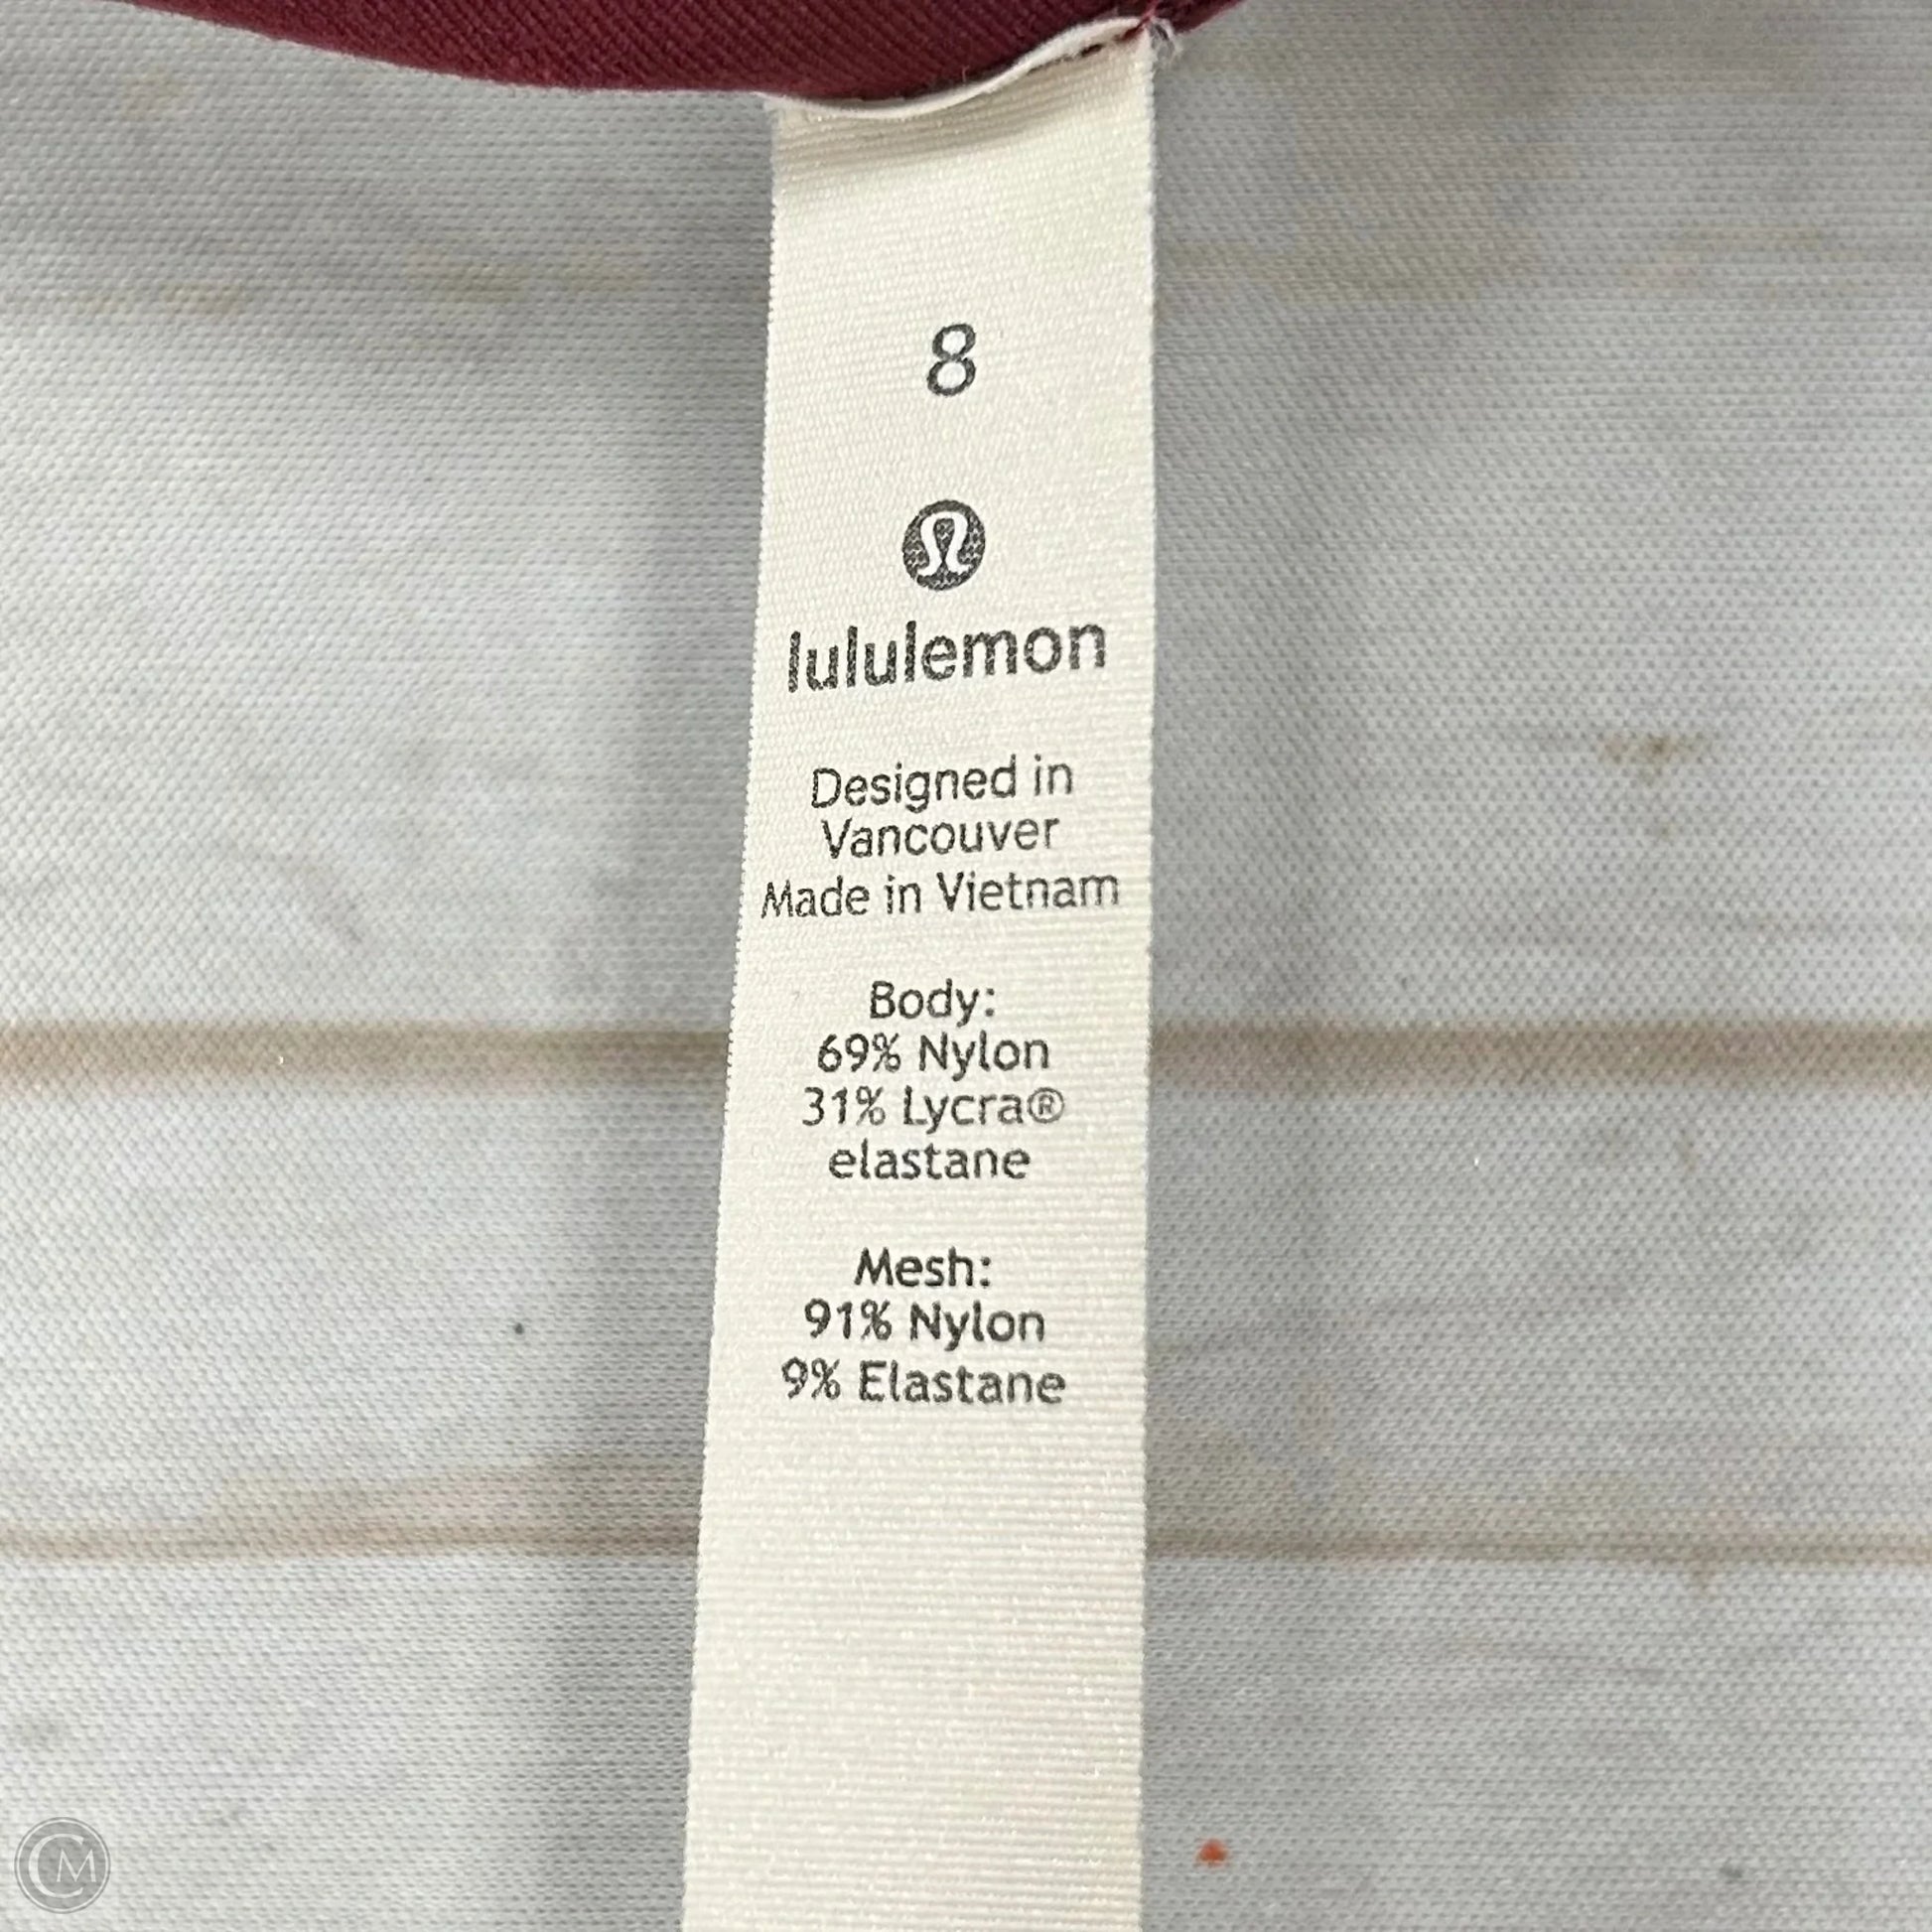 8
lululemon
Designed in
Vancouver
Made in Vietnam
Body:
69% Nylon
31% Lycra®
elastane
Mesh:
91% Nylon
9% Elastane
CM